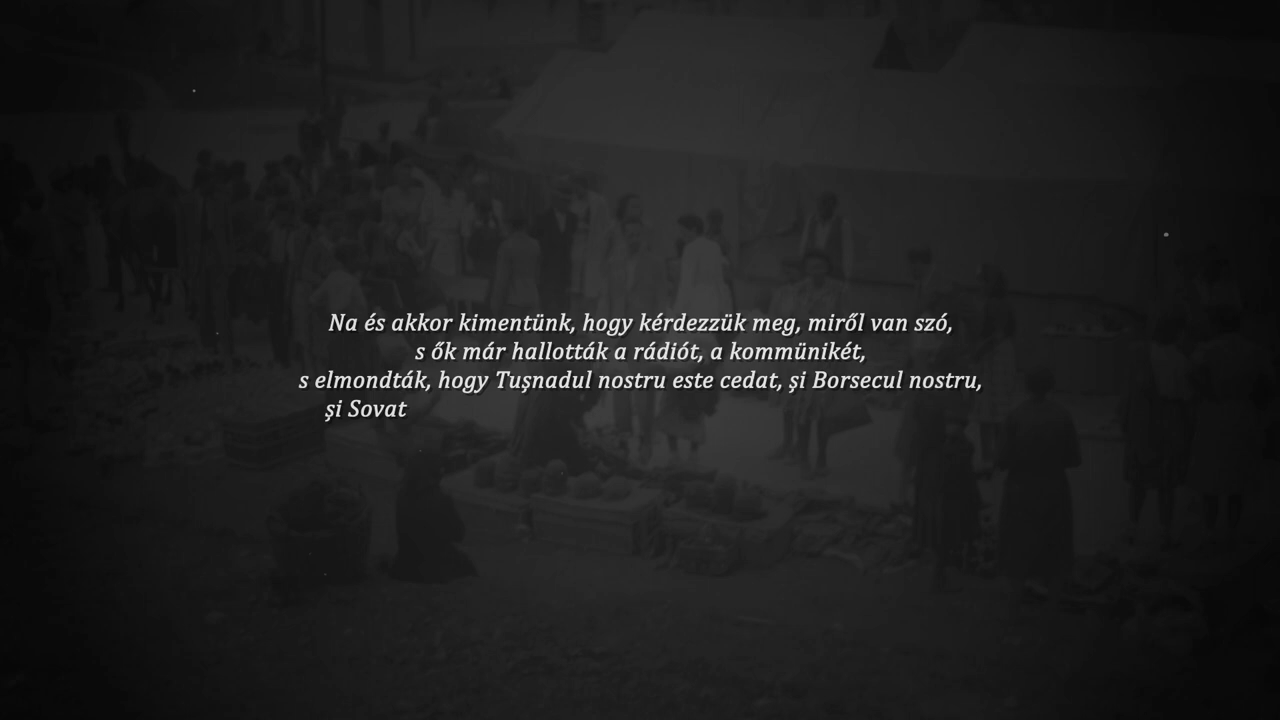 Na és akkor kimentünk, hogy kérdezzük meg, miről van szó,
s ők már hallották a rádiót, a kommünikét,
s elmondták, hogy Tuşnadul nostru este cedat, şi Borsecul nostru,
şi Sovat